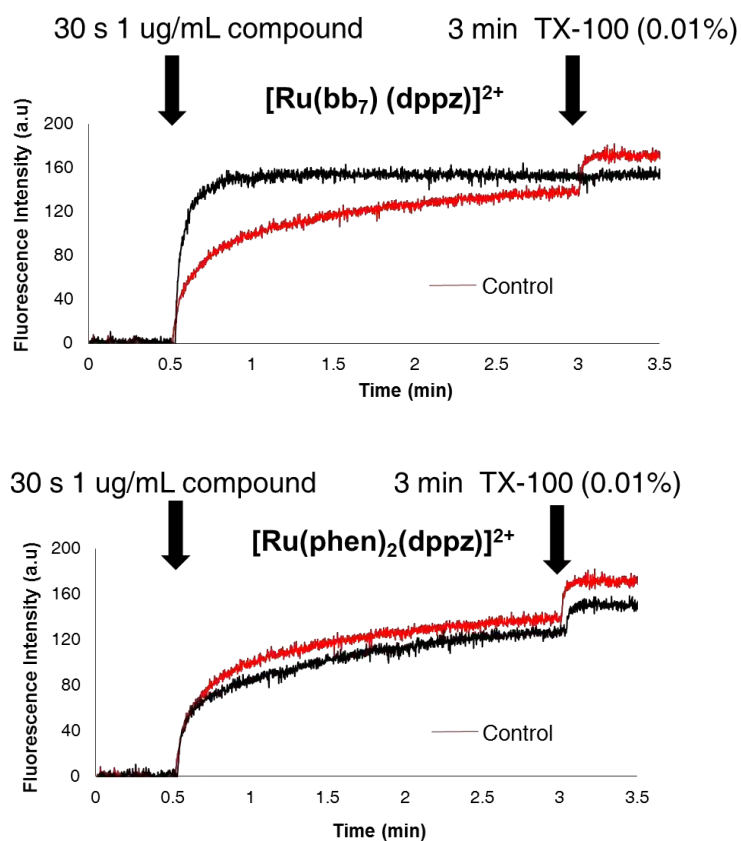 30 s 1 ug/mL compound 3 min TX-100 (0.01%)
[Ru(bb₇) (dppz)]²⁺
Fluorescence Intensity (a.u)
200
160
120
80
40
0
Control
0 0.5 1 1.5 2 2.5 3 3.5
Time (min)
30 s 1 ug/mL compound 3 min TX-100 (0.01%)
[Ru(phen)₂(dppz)]²⁺
Fluorescence Intensity (a.u)
200
160
120
80
40
0
Control
0 0.5 1 1.5 2 2.5 3 3.5
Time (min)